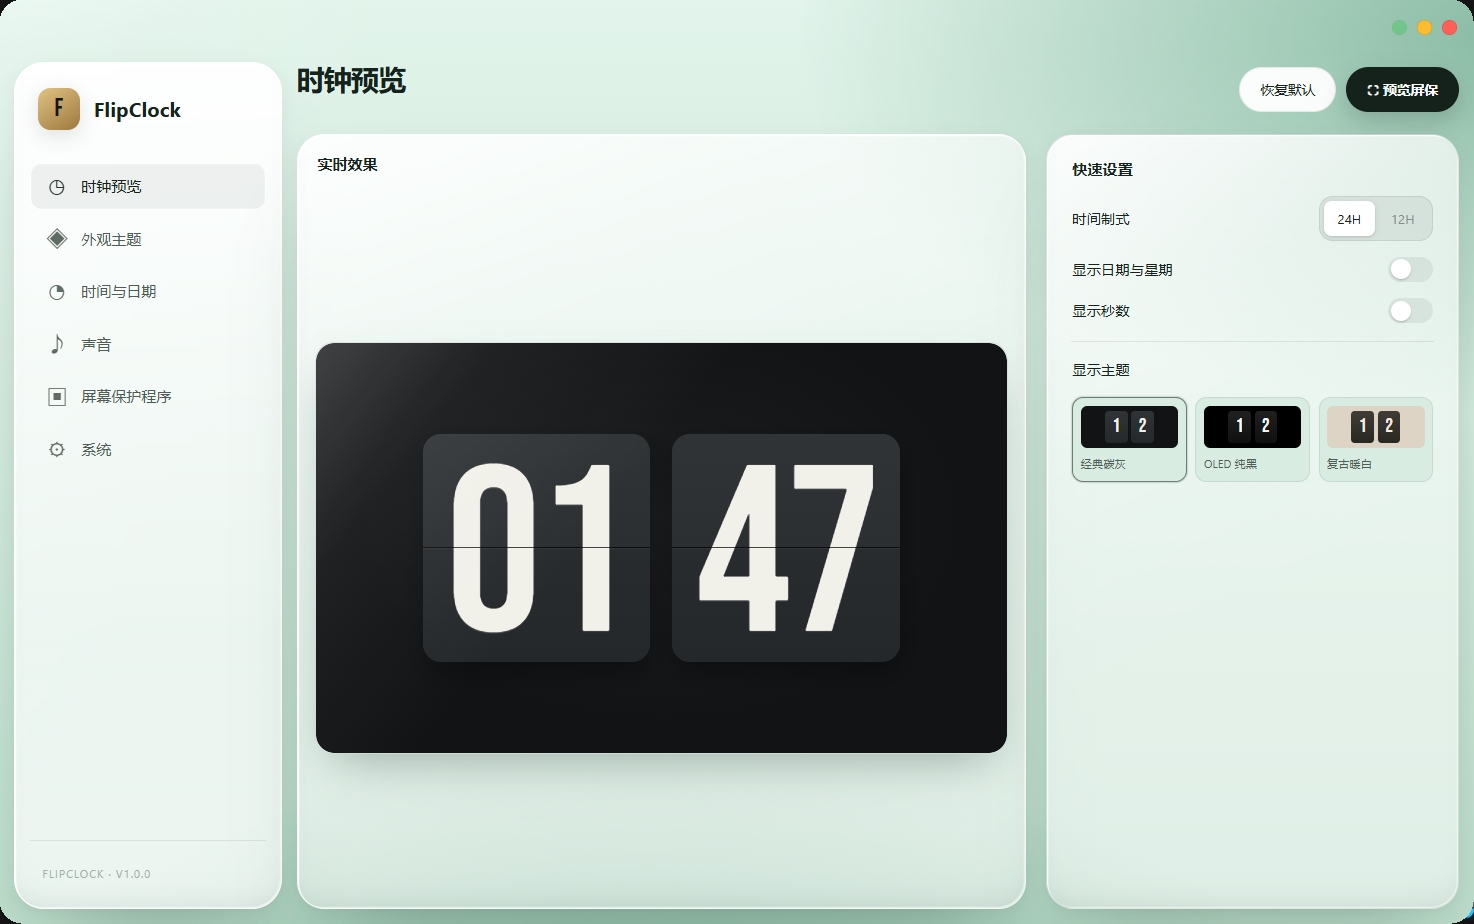 F
FlipClock
时钟预览
外观主题
时间与日期
声音
屏幕保护程序
系统
FLIPCLOCK · V1.0.0
时钟预览
恢复默认
预览屏保
实时效果
01 47
快速设置
时间制式
24H 12H
显示日期与星期
显示秒数
显示主题
1 2
经典碳灰
1 2
OLED 纯黑
1 2
复古暖白